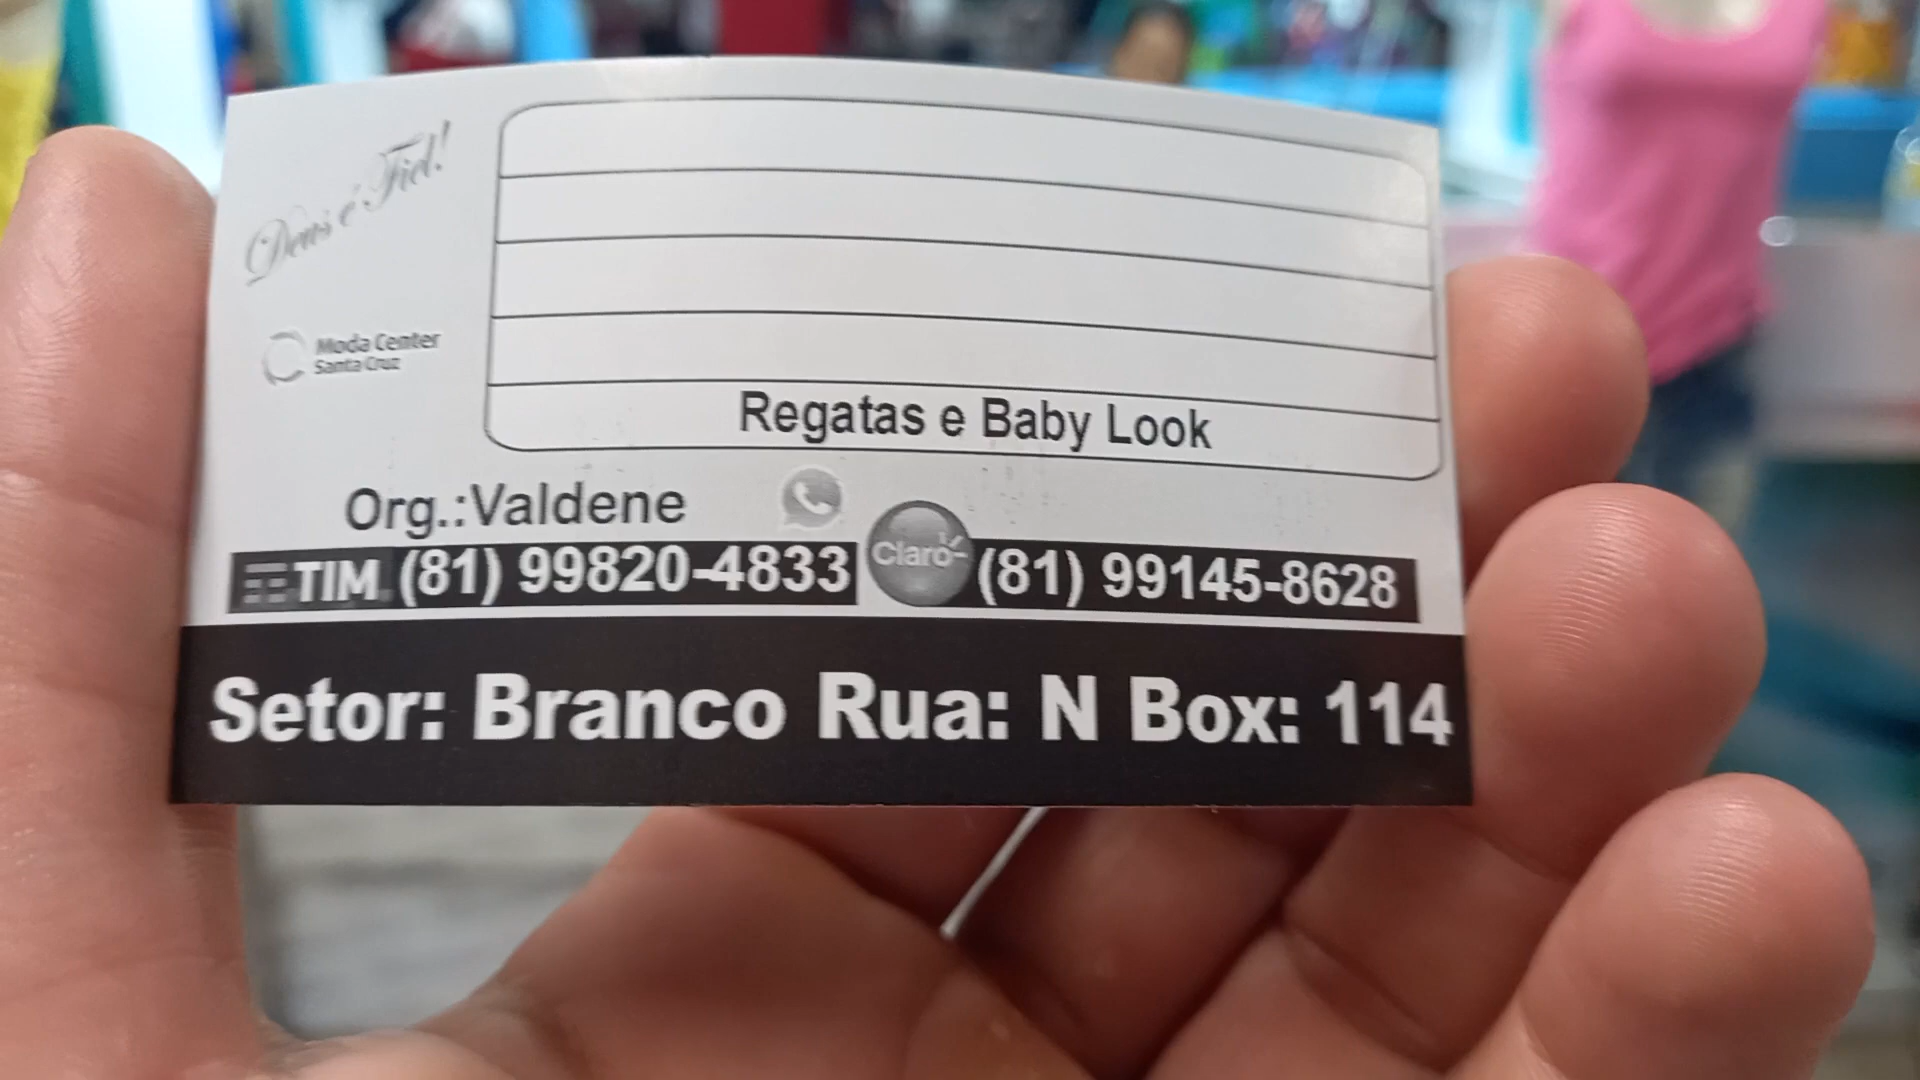 Deus é Fiel!
Moda Center
Santa Cruz
Regatas e Baby Look
Org.:Valdene
TIM (81) 99820-4833 Claro (81) 99145-8628
Setor: Branco Rua: N Box: 114